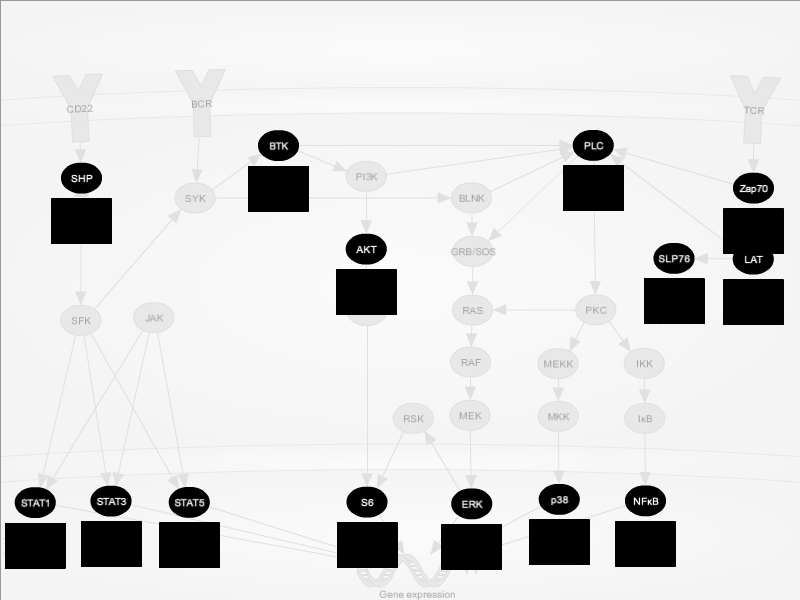 CD22
BCR
TCR
BTK
PLC
SHP
PI3K
Zap70
SYK
BLNK
AKT
GRB/SOS
SLP76
LAT
SFK
JAK
RAS
PKC
RAF
MEKK
IKK
RSK
MEK
MKK
IκB
STAT1
STAT3
STAT5
S6
ERK
p38
NFκB
Gene expression